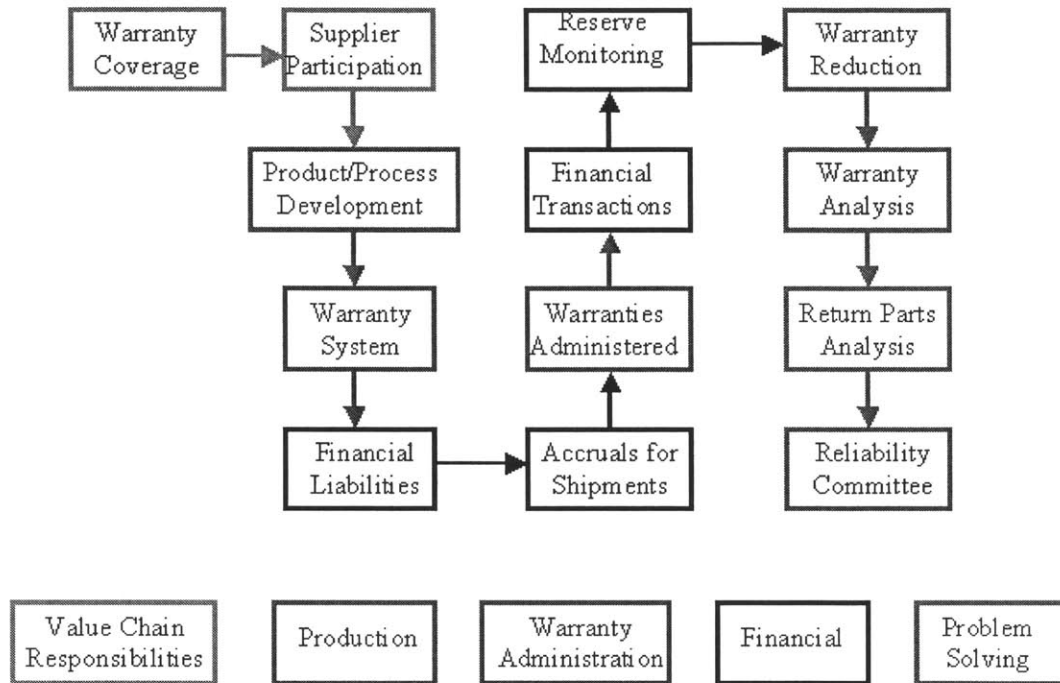 Warranty
Coverage
Supplier
Participation
Reserve
Monitoring
Warranty
Reduction
Product/Process
Development
Financial
Transactions
Warranty
Analysis
Warranty
System
Warranties
Administered
Return Parts
Analysis
Financial
Liabilities
Accruals for
Shipments
Reliability
Committee
Value Chain
Responsibilities
Production
Warranty
Administration
Financial
Problem
Solving